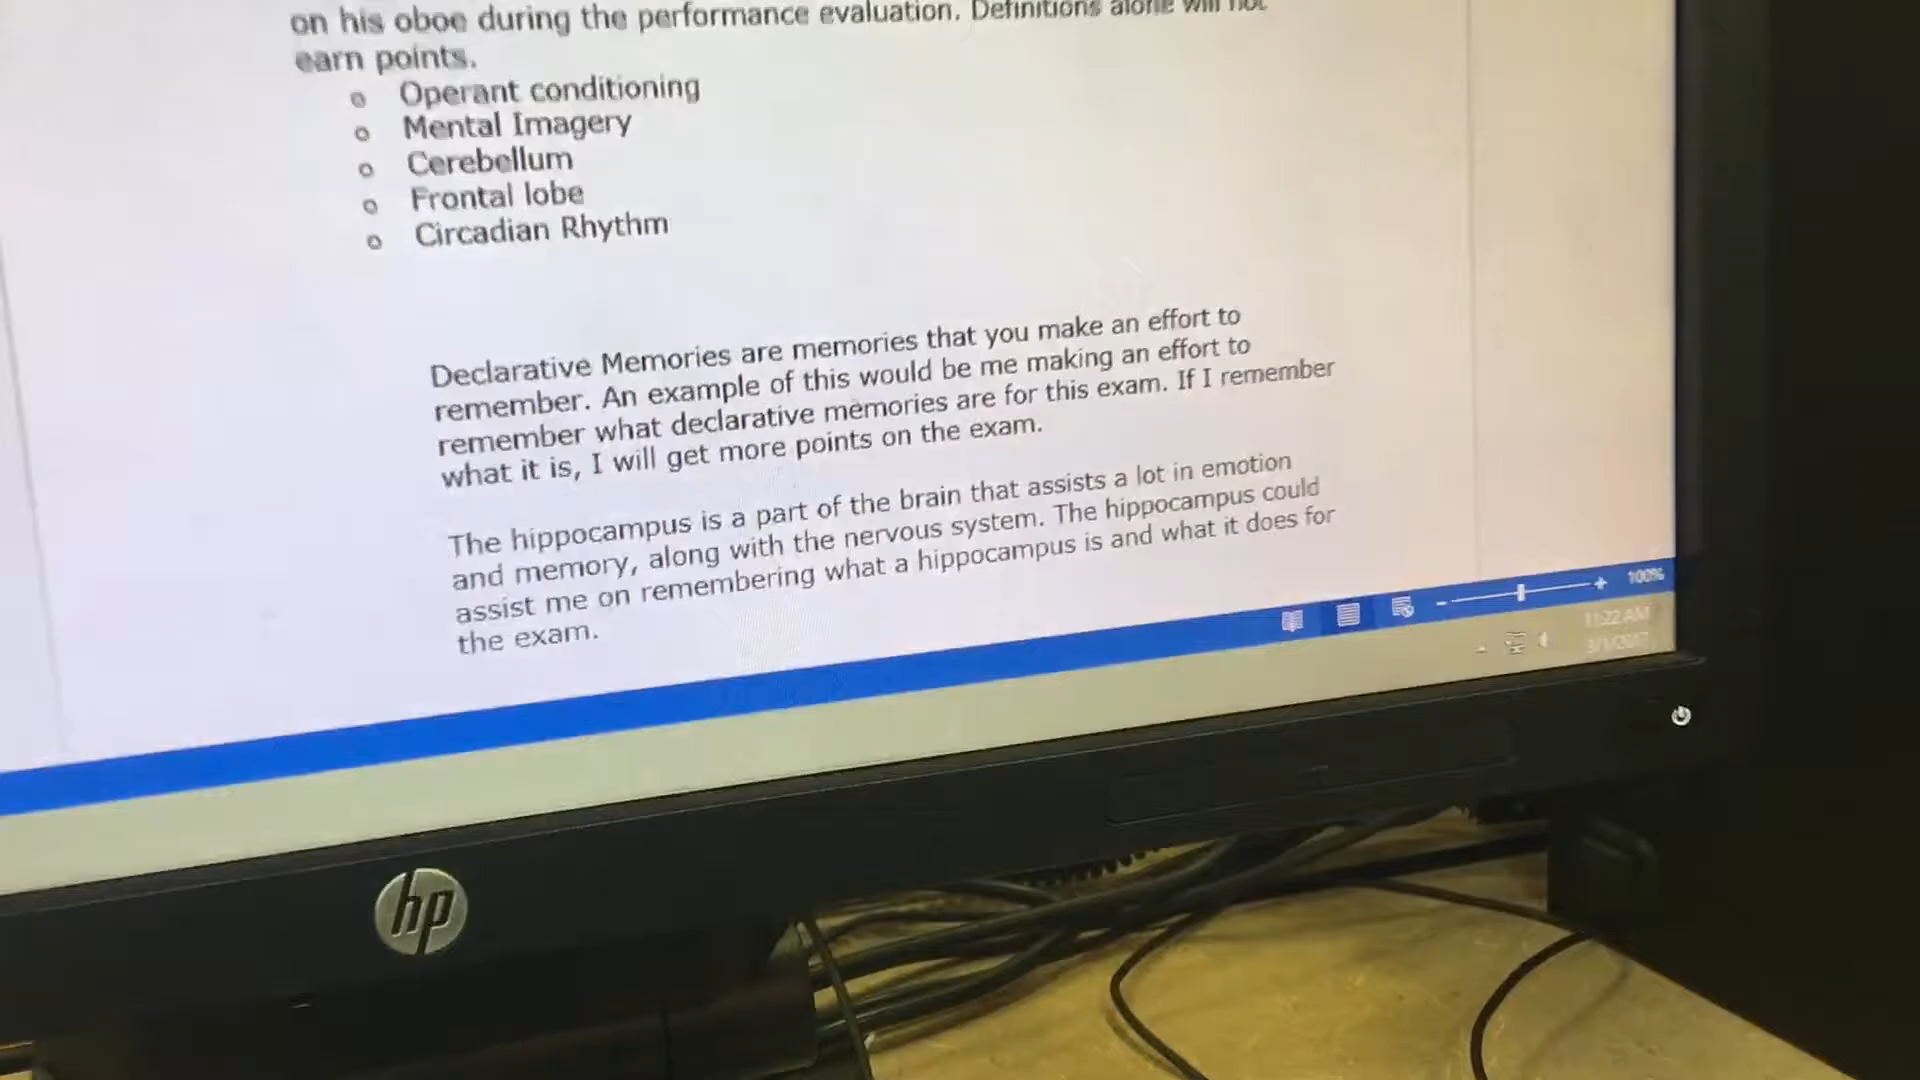 on his oboe during the performance evaluation. Definitions alone will not
earn points.
o Operant conditioning
o Mental Imagery
o Cerebellum
o Frontal lobe
o Circadian Rhythm
Declarative Memories are memories that you make an effort to
remember. An example of this would be me making an effort to
remember what declarative memories are for this exam. If I remember
what it is, I will get more points on the exam.
The hippocampus is a part of the brain that assists a lot in emotion
and memory, along with the nervous system. The hippocampus could
assist me on remembering what a hippocampus is and what it does for
the exam.
100%
11:22 AM
hp